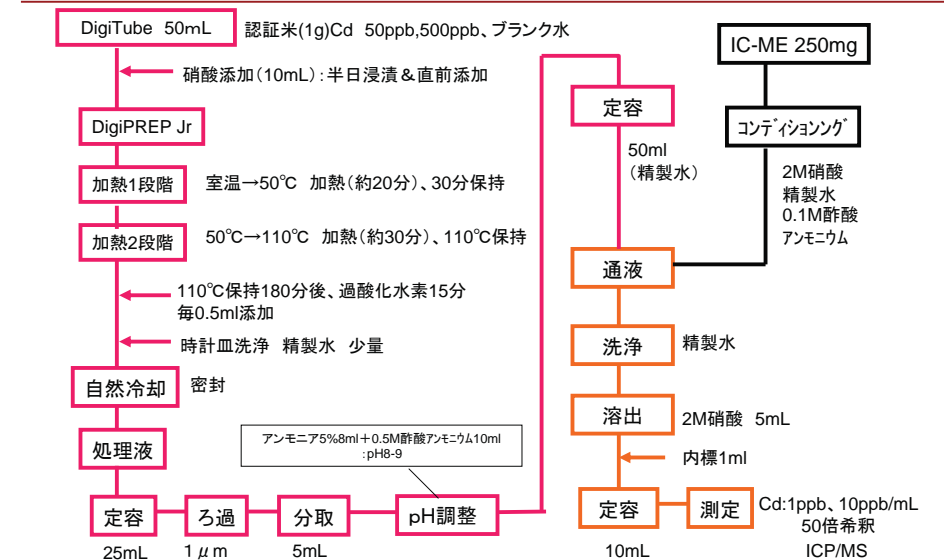 DigiTube 50mL
認証米(1g)Cd 50ppb,500ppb、ブランク水
硝酸添加(10mL):半日浸漬&直前添加
DigiPREP Jr
加熱1段階
室温→50℃ 加熱(約20分)、30分保持
加熱2段階
50℃→110℃ 加熱(約30分)、110℃保持
110℃保持180分後、過酸化水素15分
毎0.5ml添加
時計皿洗浄 精製水 少量
自然冷却
密封
処理液
定容
25mL
ろ過
1μm
分取
5mL
アンモニア5%8ml+0.5M酢酸アンモニウム10ml
:pH8-9
pH調整
定容
50ml
(精製水)
IC-ME 250mg
コンディションング
2M硝酸
精製水
0.1M酢酸
アンモニウム
通液
洗浄
精製水
溶出
2M硝酸 5mL
内標1ml
定容
10mL
測定
Cd:1ppb、10ppb/mL
50倍希釈
ICP/MS